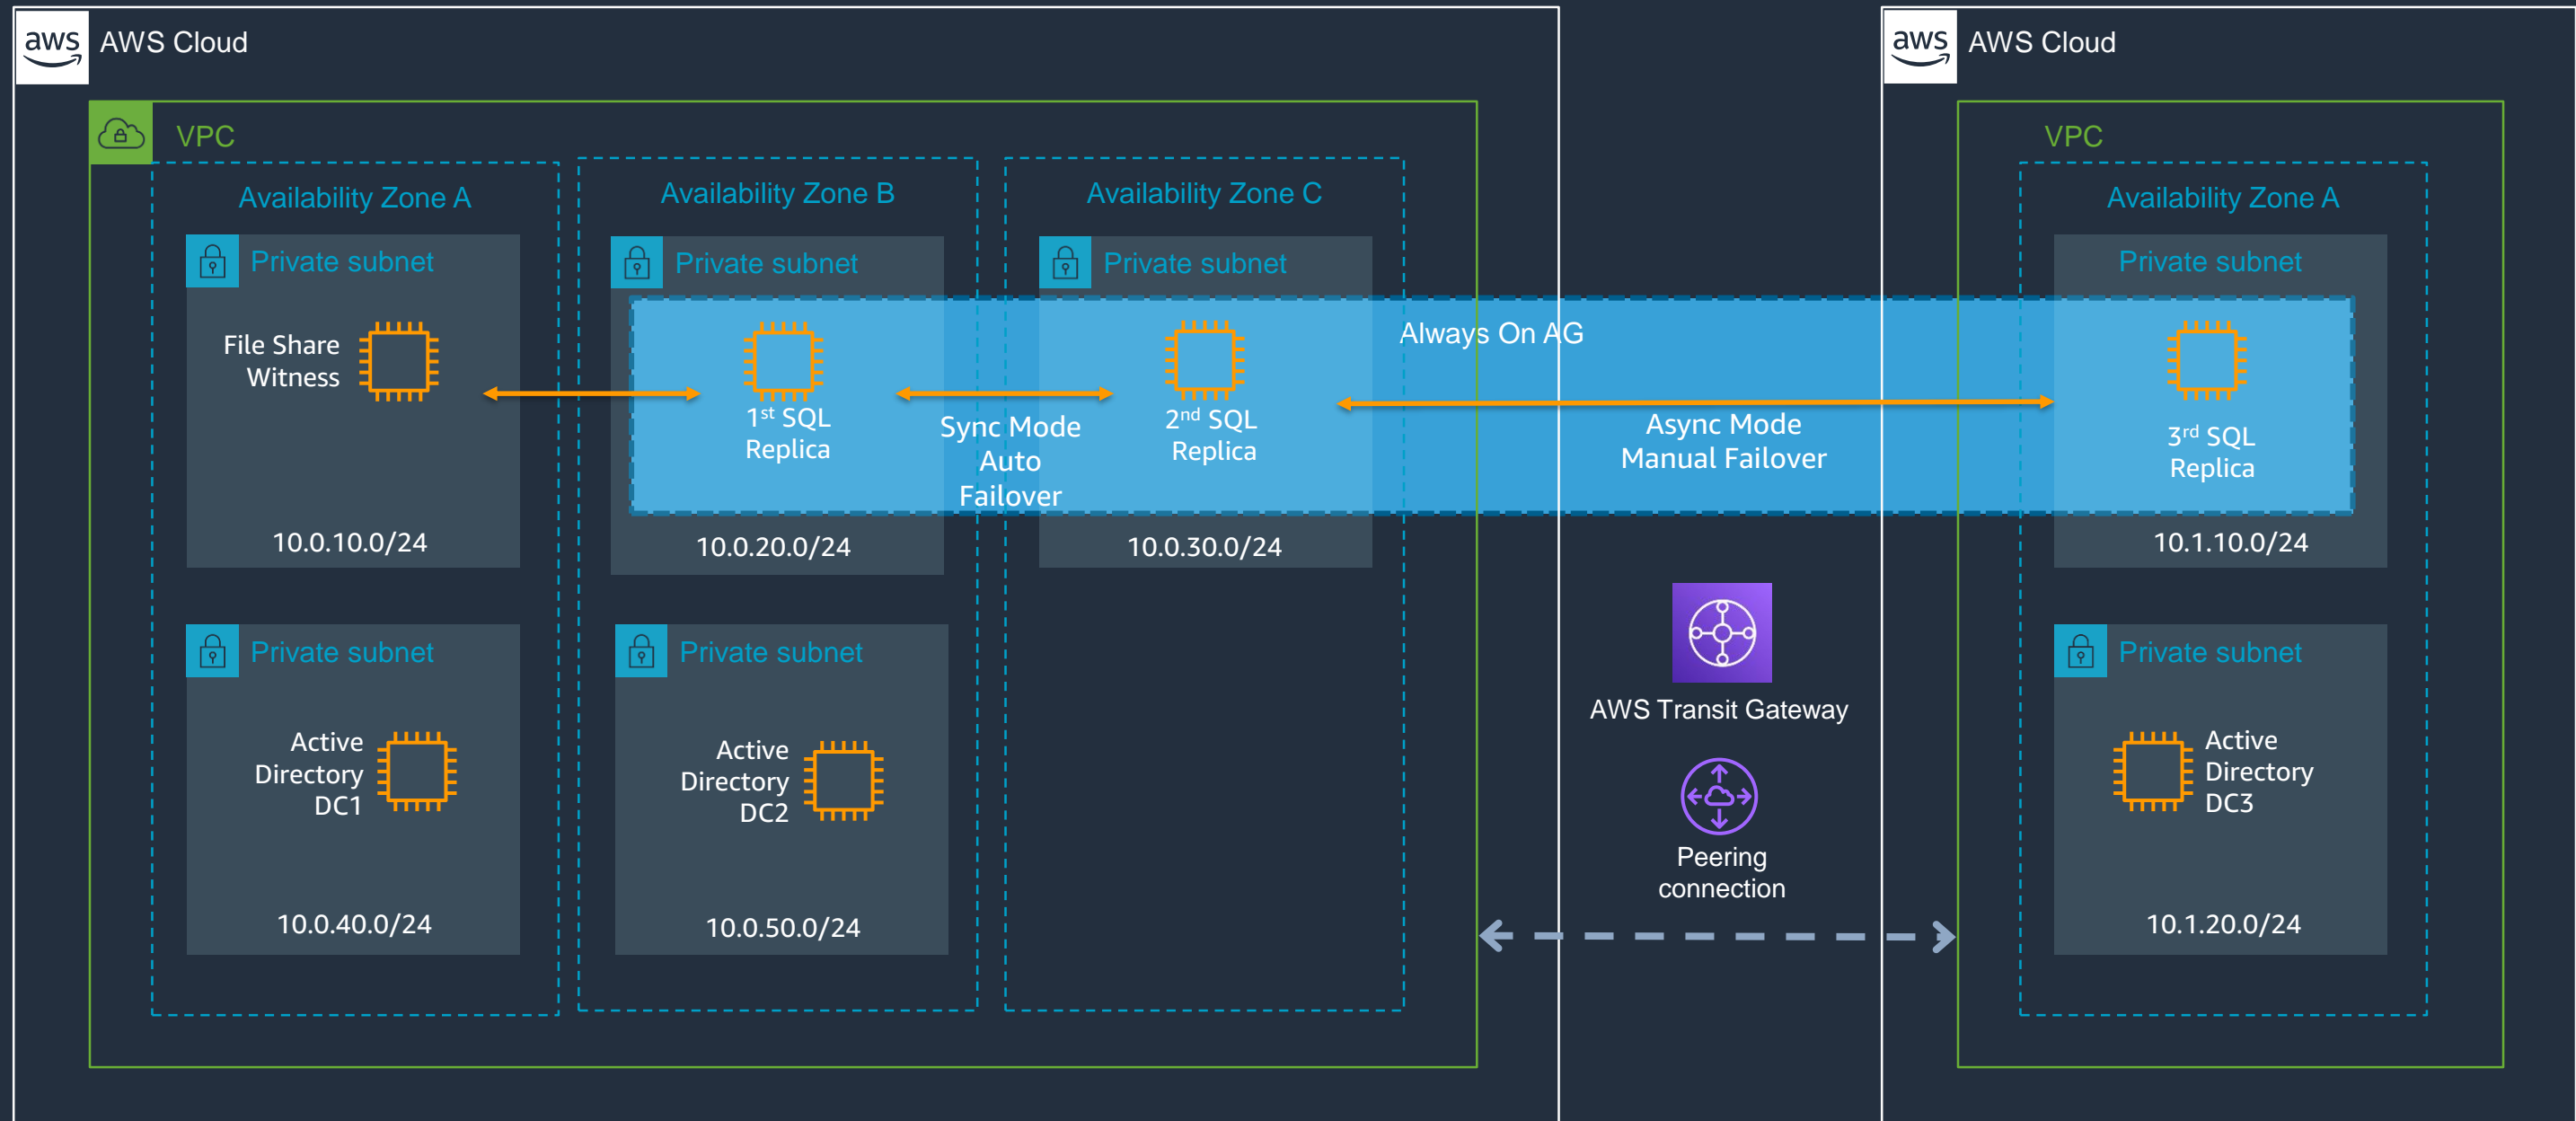 aws
AWS Cloud
VPC
Availability Zone A
Private subnet
File Share
Witness
10.0.10.0/24
Private subnet
Active
Directory
DC1
10.0.40.0/24
Availability Zone B
Private subnet
1st SQL
Replica
10.0.20.0/24
Private subnet
Active
Directory
DC2
10.0.50.0/24
Sync Mode
Auto
Failover
Availability Zone C
Private subnet
2nd SQL
Replica
10.0.30.0/24
Always On AG
Async Mode
Manual Failover
AWS Transit Gateway
Peering
connection
aws
AWS Cloud
VPC
Availability Zone A
Private subnet
3rd SQL
Replica
10.1.10.0/24
Private subnet
Active
Directory
DC3
10.1.20.0/24